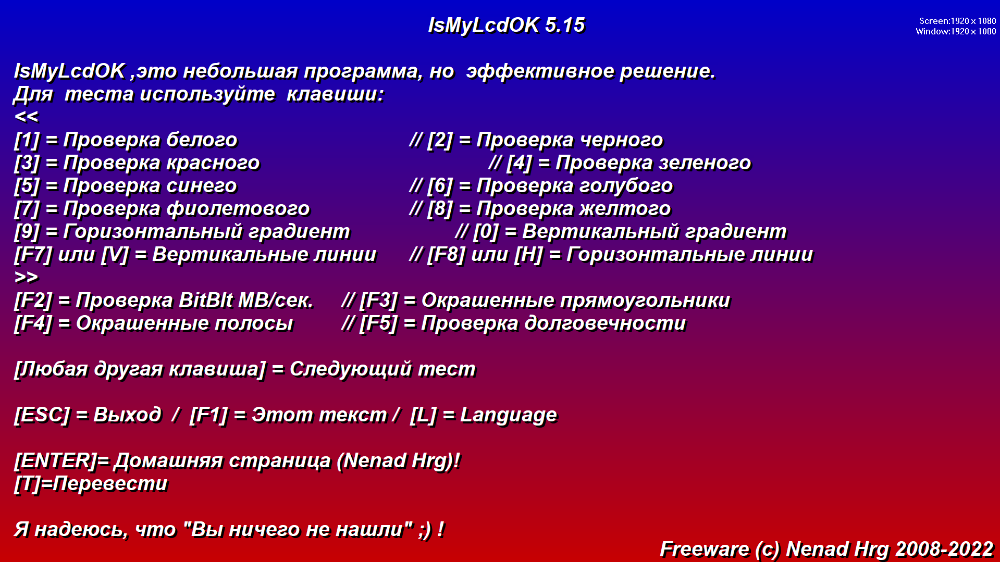 IsMyLcdOK 5.15
Screen:1920 x 1080
Window:1920 x 1080
IsMyLcdOK ,это небольшая программа, но  эффективное решение.
Для  теста используйте  клавиши:
<<
[1] = Проверка белого // [2] = Проверка черного
[3] = Проверка красного // [4] = Проверка зеленого
[5] = Проверка синего // [6] = Проверка голубого
[7] = Проверка фиолетового // [8] = Проверка желтого
[9] = Горизонтальный градиент // [0] = Вертикальный градиент
[F7] или [V] = Вертикальные линии // [F8] или [H] = Горизонтальные линии
>>
[F2] = Проверка BitBlt MB/сек. // [F3] = Окрашенные прямоугольники
[F4] = Окрашенные полосы // [F5] = Проверка долговечности
[Любая другая клавиша] = Следующий тест
[ESC] = Выход  /  [F1] = Этот текст /  [L] = Language
[ENTER]= Домашняя страница (Nenad Hrg)!
[T]=Перевести
Я надеюсь, что "Вы ничего не нашли" ;) !
Freeware (c) Nenad Hrg 2008-2022